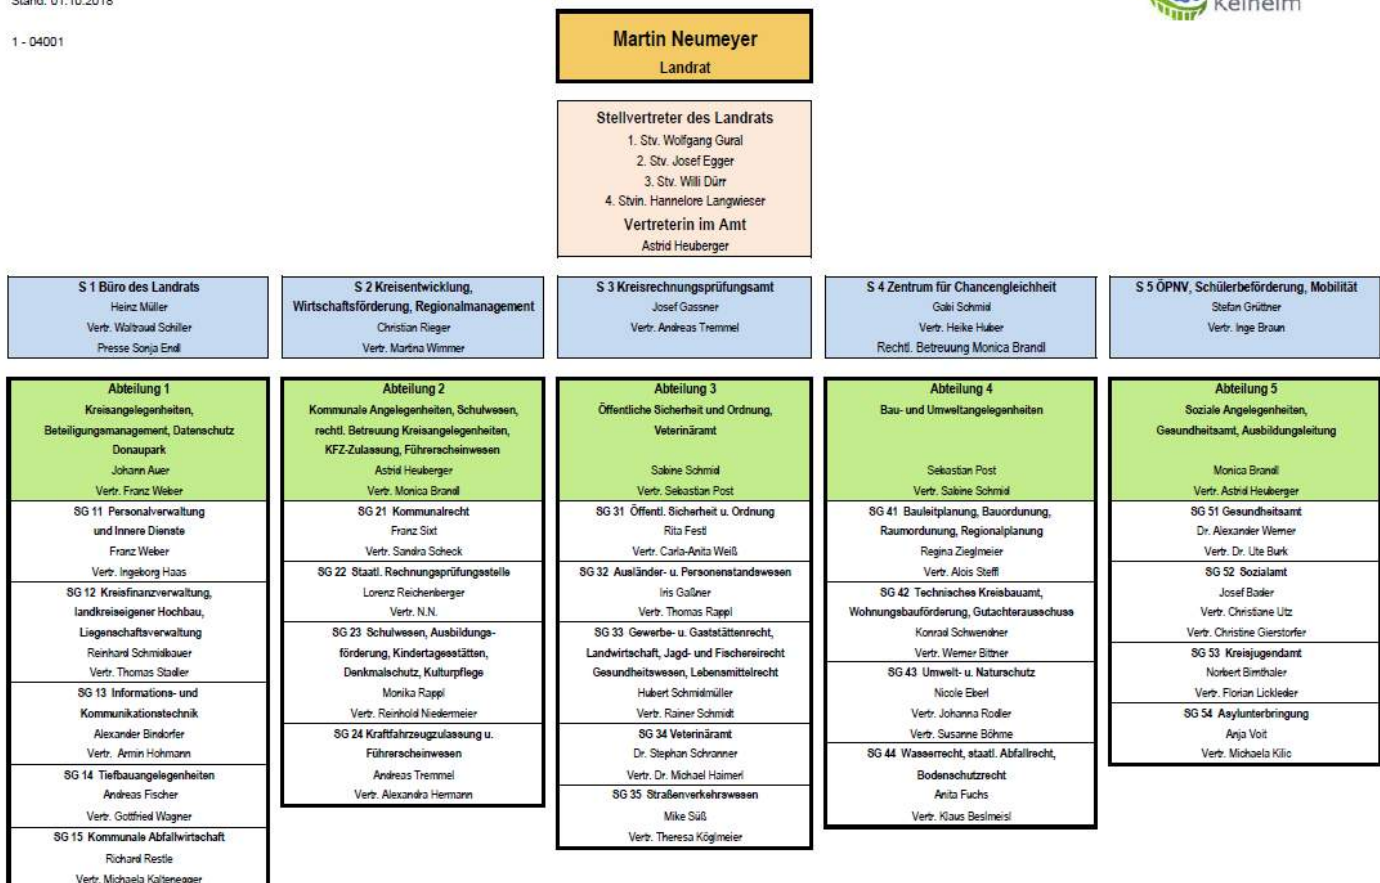 Stand: 01.10.2018
Kelheim
1 - 04001
Martin Neumeyer
Landrat
Stellvertreter des Landrats
1. Stv. Wolfgang Gural
2. Stv. Josef Egger
3. Stv. Willi Dürr
4. Stvin. Hannelore Langwieser
Vertreterin im Amt
Astrid Heuberger
S 1 Büro des Landrats
Heinz Müller
Vertr. Waltraud Schiller
Presse Sonja Endl
S 2 Kreisentwicklung,
Wirtschaftsförderung, Regionalmanagement
Christian Rieger
Vertr. Martina Wimmer
S 3 Kreisrechnungsprüfungsamt
Josef Gassner
Vertr. Andreas Tremmel
S 4 Zentrum für Chancengleichheit
Gabi Schmid
Vertr. Heike Huber
Rechtl. Betreuung Monica Brandl
S 5 ÖPNV, Schülerbeförderung, Mobilität
Stefan Grüttner
Vertr. Inge Braun
Abteilung 1
Kreisangelegenheiten,
Beteiligungsmanagement, Datenschutz
Donaupark
Johann Auer
Vertr. Franz Weber
SG 11 Personalverwaltung
und Innere Dienste
Franz Weber
Vertr. Ingeborg Haas
SG 12 Kreisfinanzverwaltung,
landkreiseigener Hochbau,
Liegenschaftsverwaltung
Reinhard Schmidbauer
Vertr. Thomas Stadler
SG 13 Informations- und
Kommunikationstechnik
Alexander Bindorfer
Vertr. Armin Hohmann
SG 14 Tiefbauangelegenheiten
Andreas Fischer
Vertr. Gottfried Wagner
SG 15 Kommunale Abfallwirtschaft
Richard Restle
Vertr. Michaela Kaltenegger
Abteilung 2
Kommunale Angelegenheiten, Schulwesen,
rechtl. Betreuung Kreisangelegenheiten,
KFZ-Zulassung, Führerscheinwesen
Astrid Heuberger
Vertr. Monica Brandl
SG 21 Kommunalrecht
Franz Sixt
Vertr. Sandra Scheck
SG 22 Staatl. Rechnungsprüfungsstelle
Lorenz Reichenberger
Vertr. N.N.
SG 23 Schulwesen, Ausbildungs-
förderung, Kindertagesstätten,
Denkmalschutz, Kulturpflege
Monika Rappl
Vertr. Reinhold Niedermeier
SG 24 Kraftfahrzeugzulassung u.
Führerscheinwesen
Andreas Tremmel
Vertr. Alexandra Hermann
Abteilung 3
Öffentliche Sicherheit und Ordnung,
Veterinäramt
Sabine Schmid
Vertr. Sebastian Post
SG 31 Öffentl. Sicherheit u. Ordnung
Rita Festl
Vertr. Carla-Anita Weiß
SG 32 Ausländer- u. Personenstandswesen
Iris Gaßner
Vertr. Thomas Rappl
SG 33 Gewerbe- u. Gaststättenrecht,
Landwirtschaft, Jagd- und Fischereirecht
Gesundheitswesen, Lebensmittelrecht
Hubert Schmidmüller
Vertr. Rainer Schmidt
SG 34 Veterinäramt
Dr. Stephan Schranner
Vertr. Dr. Michael Haimerl
SG 35 Straßenverkehrswesen
Mike Süß
Vertr. Theresa Köglmeier
Abteilung 4
Bau- und Umweltangelegenheiten
Sebastian Post
Vertr. Sabine Schmid
SG 41 Bauleitplanung, Bauordunung,
Raumordunung, Regionalplanung
Regina Zieglmeier
Vertr. Alois Steffl
SG 42 Technisches Kreisbauamt,
Wohnungsbauförderung, Gutachterausschuss
Konrad Schwendner
Vertr. Werner Bittner
SG 43 Umwelt- u. Naturschutz
Nicole Eberl
Vertr. Johanna Rodler
Vertr. Susanne Böhme
SG 44 Wasserrecht, staatl. Abfallrecht,
Bodenschutzrecht
Anita Fuchs
Vertr. Klaus Beslmeisl
Abteilung 5
Soziale Angelegenheiten,
Gesundheitsamt, Ausbildungsleitung
Monica Brandl
Vertr. Astrid Heuberger
SG 51 Gesundheitsamt
Dr. Alexander Werner
Vertr. Dr. Ute Burk
SG 52 Sozialamt
Josef Bader
Vertr. Christiane Utz
Vertr. Christine Gierstorfer
SG 53 Kreisjugendamt
Norbert Birnthaler
Vertr. Florian Lickleder
SG 54 Asylunterbringung
Anja Voit
Vertr. Michaela Kilic